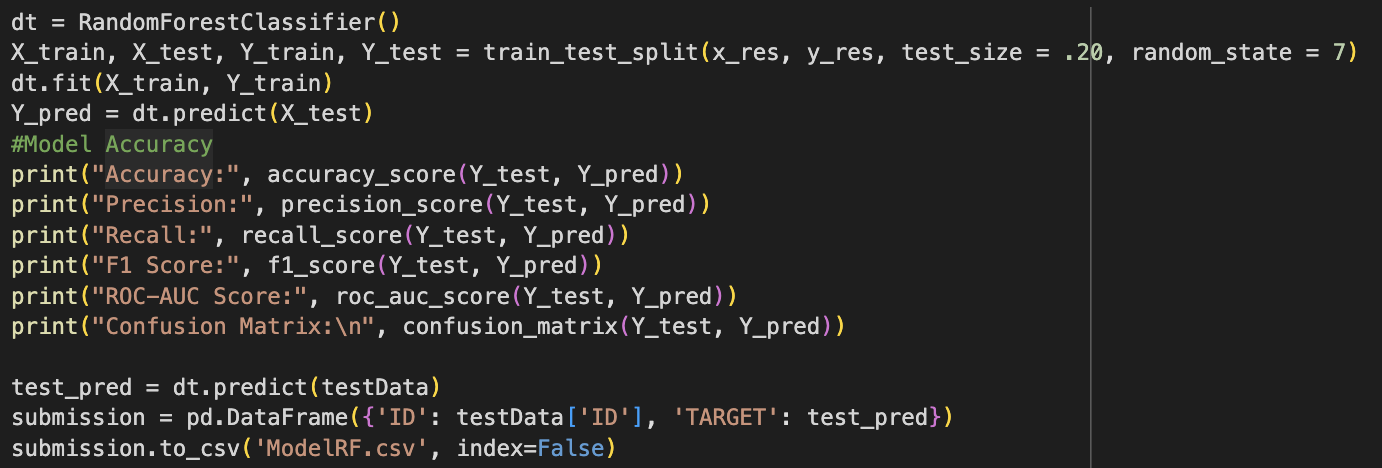 dt = RandomForestClassifier()
X_train, X_test, Y_train, Y_test = train_test_split(x_res, y_res, test_size = .20, random_state = 7)
dt.fit(X_train, Y_train)
Y_pred = dt.predict(X_test)
#Model Accuracy
print("Accuracy:", accuracy_score(Y_test, Y_pred))
print("Precision:", precision_score(Y_test, Y_pred))
print("Recall:", recall_score(Y_test, Y_pred))
print("F1 Score:", f1_score(Y_test, Y_pred))
print("ROC-AUC Score:", roc_auc_score(Y_test, Y_pred))
print("Confusion Matrix:\n", confusion_matrix(Y_test, Y_pred))

test_pred = dt.predict(testData)
submission = pd.DataFrame({'ID': testData['ID'], 'TARGET': test_pred})
submission.to_csv('ModelRF.csv', index=False)